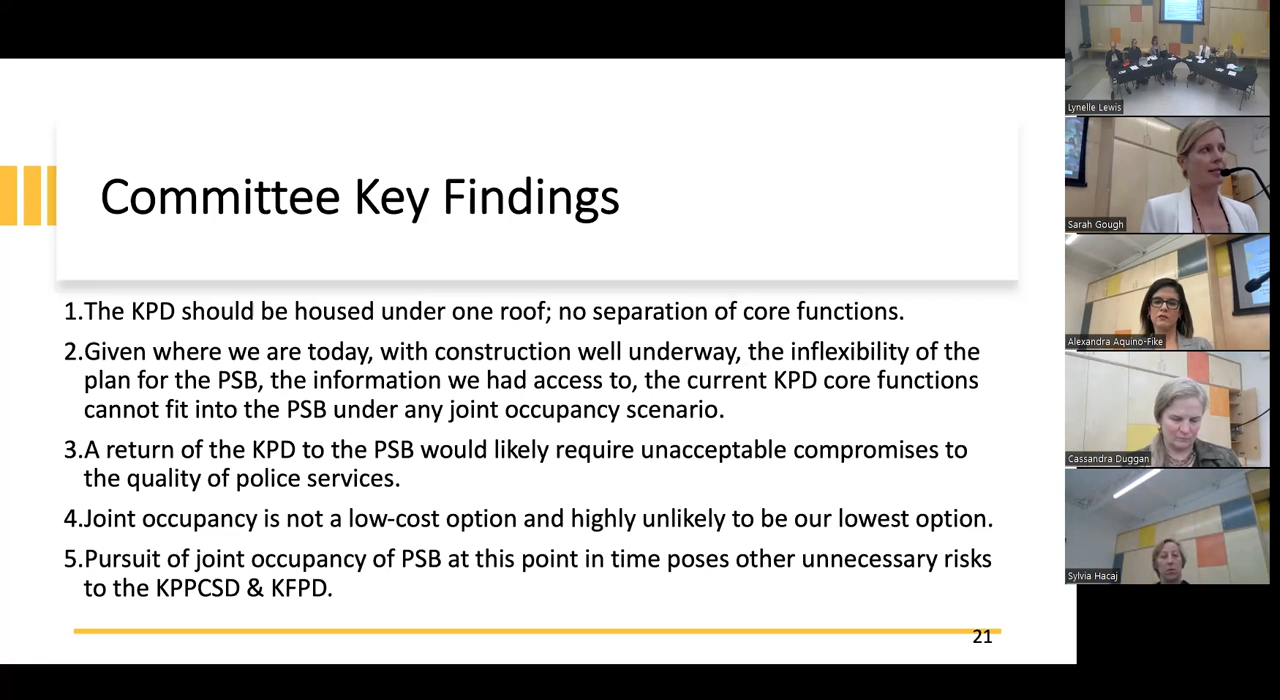 Committee Key Findings
1.The KPD should be housed under one roof; no separation of core functions.
2.Given where we are today, with construction well underway, the inflexibility of the
plan for the PSB, the information we had access to, the current KPD core functions
cannot fit into the PSB under any joint occupancy scenario.
3.A return of the KPD to the PSB would likely require unacceptable compromises to
the quality of police services.
4.Joint occupancy is not a low-cost option and highly unlikely to be our lowest option.
5.Pursuit of joint occupancy of PSB at this point in time poses other unnecessary risks
to the KPPCSD & KFPD.
21
Lynelle Lewis
Sarah Gough
Alexandra Aquino-Fike
Cassandra Duggan
Sylvia Hacaj